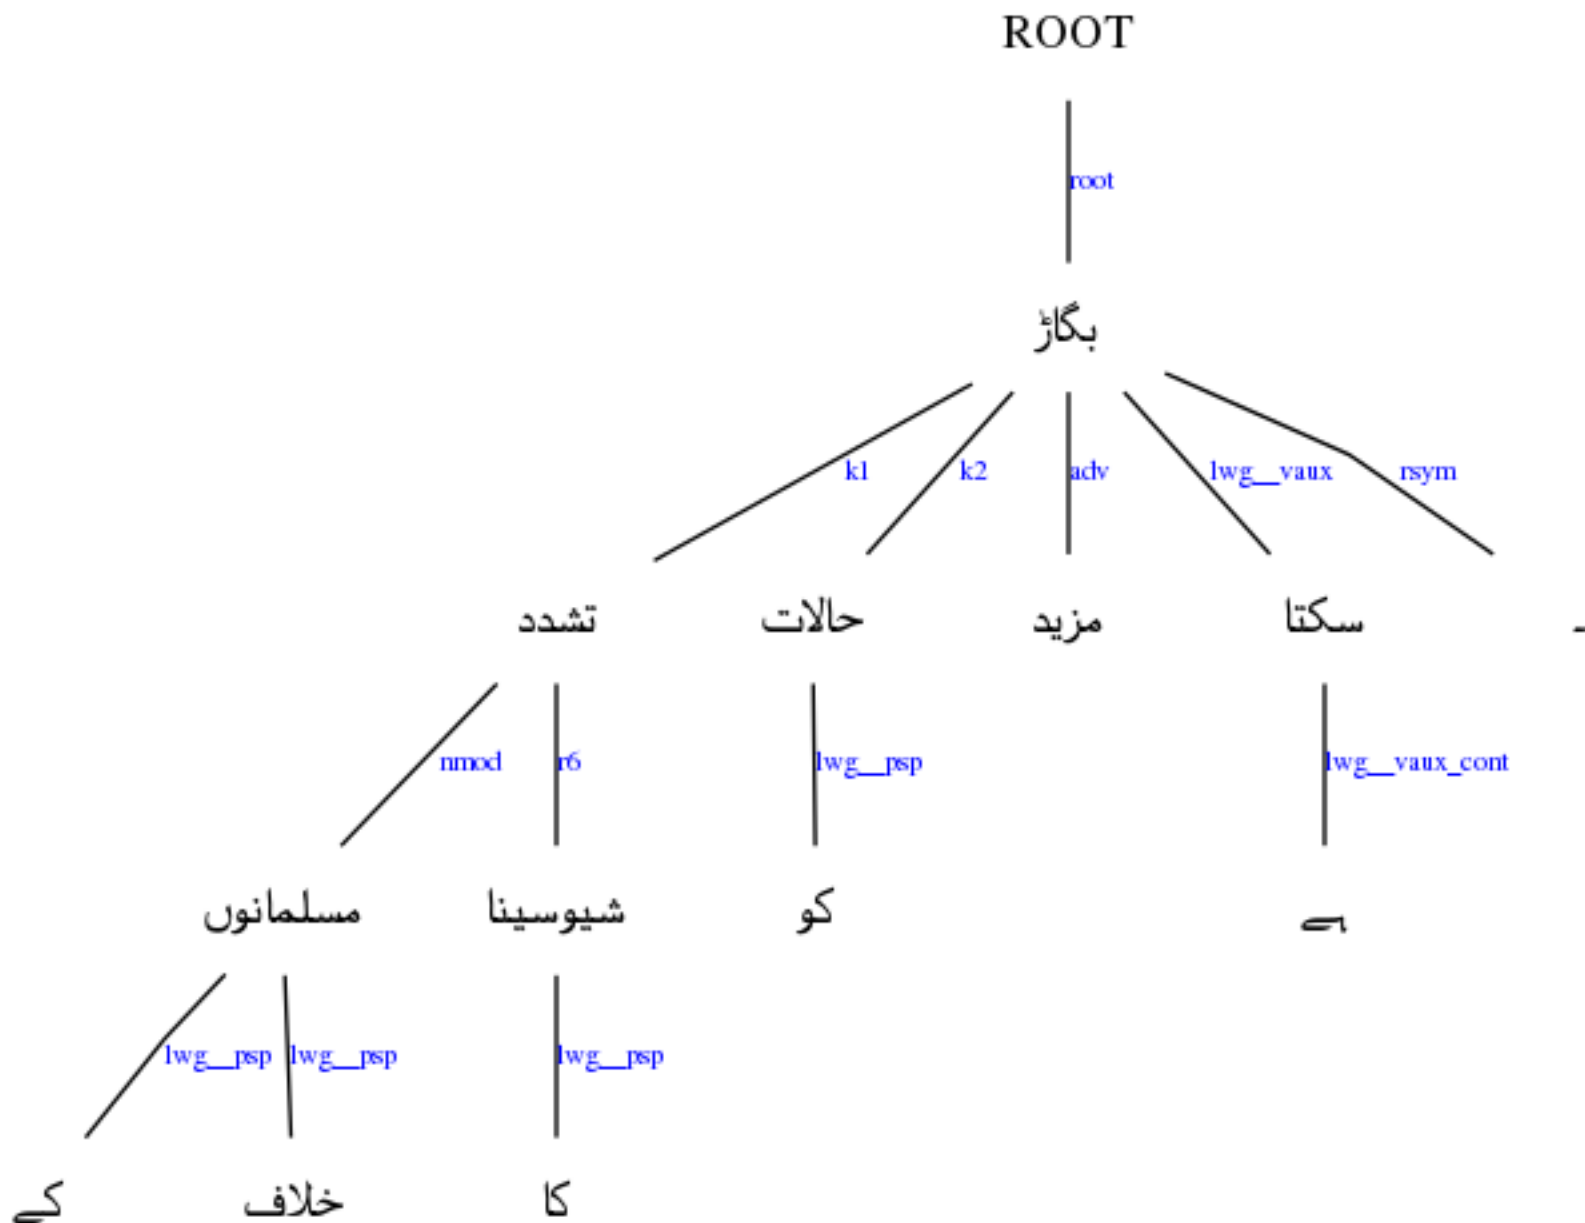 ROOT
root
بگاڑ
k1 k2 adv lwg__vaux rsym
تشدد حالات مزید سکتا ۔
nmod r6 lwg__psp lwg__vaux_cont
مسلمانوں شیوسینا کو ہے
lwg__psp lwg__psp lwg__psp
کے خلاف کا